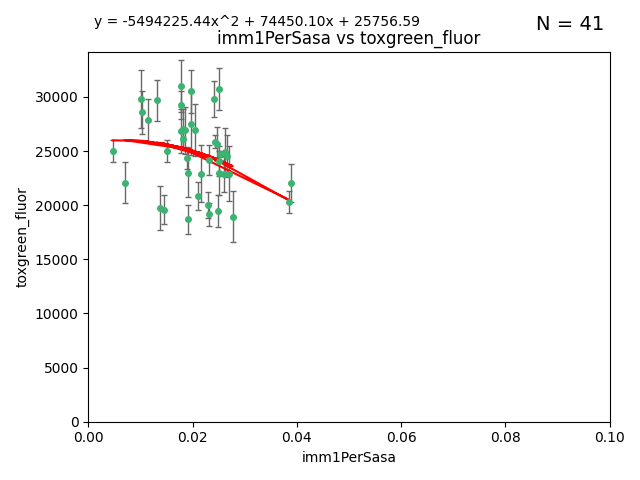 y = -5494225.44x^2 + 74450.10x + 25756.59
N = 41
imm1PerSasa vs toxgreen_fluor
toxgreen_fluor
30000
25000
20000
15000
10000
5000
0
0.00 0.02 0.04 0.06 0.08 0.10
imm1PerSasa